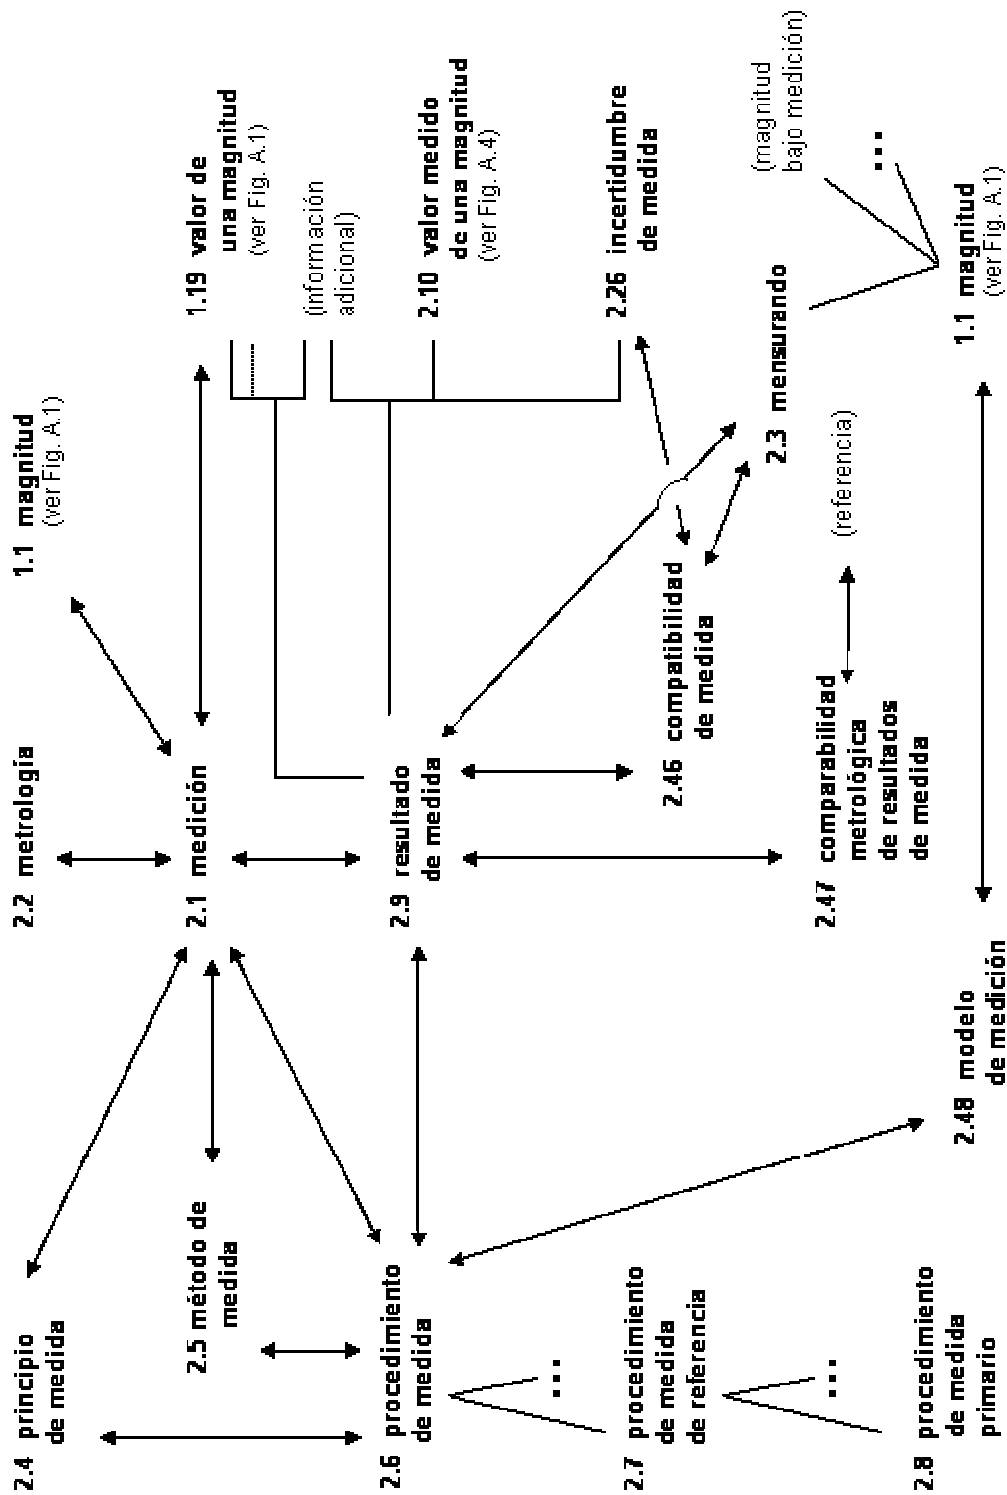 2.4 principio
de medida
2.2 metrología
1.1 magnitud
(ver Fig. A.1)
2.5 método de
medida
2.1 medición
1.19 valor de
una magnitud
(ver Fig. A.1)
(información
adicional)
2.6 procedimiento
de medida
2.9 resultado
de medida
2.10 valor medido
de una magnitud
(ver Fig. A.4)
...
2.7 procedimiento
de medida
de referencia
2.46 compatibilidad
de medida
2.26 incertidumbre
de medida
2.3 mensurando
(magnitud
bajo medición)
...
2.47 comparabilidad
metrológica
de resultados
de medida
(referencia)
...
2.8 procedimiento
de medida
primario
2.48 modelo
de medición
1.1 magnitud
(ver Fig. A.1)